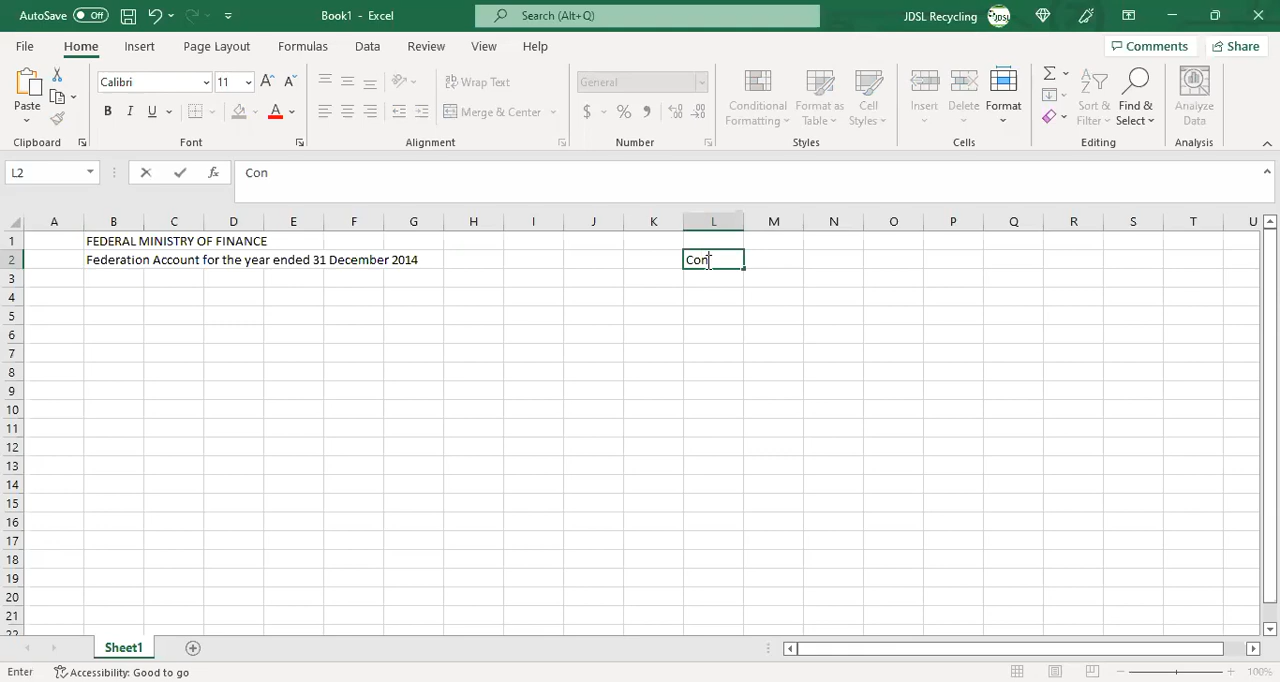 AutoSave Off Book1 - Excel Search (Alt+Q) JDSL Recycling JDSL
File Home Insert Page Layout Formulas Data Review View Help Comments Share
Calibri 11 Wrap Text General
Paste B I U A Merge & Center $ % Conditional Formatting Format as Table Cell Styles Insert Delete Format Sort & Filter Find & Select Analyze Data
Clipboard Font Alignment Number Styles Cells Editing Analysis
L2 fx Con
A B C D E F G H I J K L M N O P Q R S T U
1 FEDERAL MINISTRY OF FINANCE
2 Federation Account for the year ended 31 December 2014 Con
3
4
5
6
7
8
9
10
11
12
13
14
15
16
17
18
19
20
21
22
Sheet1
Enter Accessibility: Good to go 100%